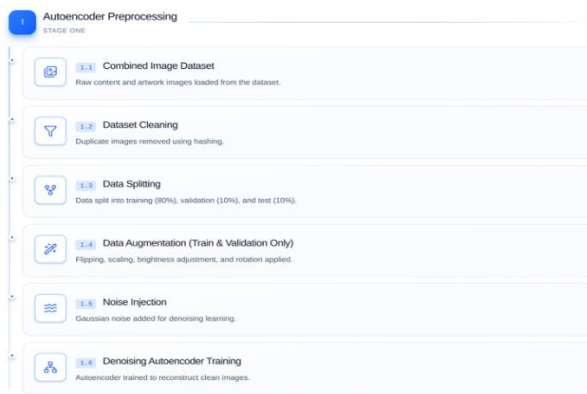 I
Autoencoder Preprocessing
STAGE ONE
1.1 Combined Image Dataset
Raw content and artwork images loaded from the dataset.
1.2 Dataset Cleaning
Duplicate images removed using hashing.
1.3 Data Splitting
Data split into training (80%), validation (10%), and test (10%).
1.4 Data Augmentation (Train & Validation Only)
Flipping, scaling, brightness adjustment, and rotation applied.
1.5 Noise Injection
Gaussian noise added for denoising learning.
1.6 Denoising Autoencoder Training
Autoencoder trained to reconstruct clean images.